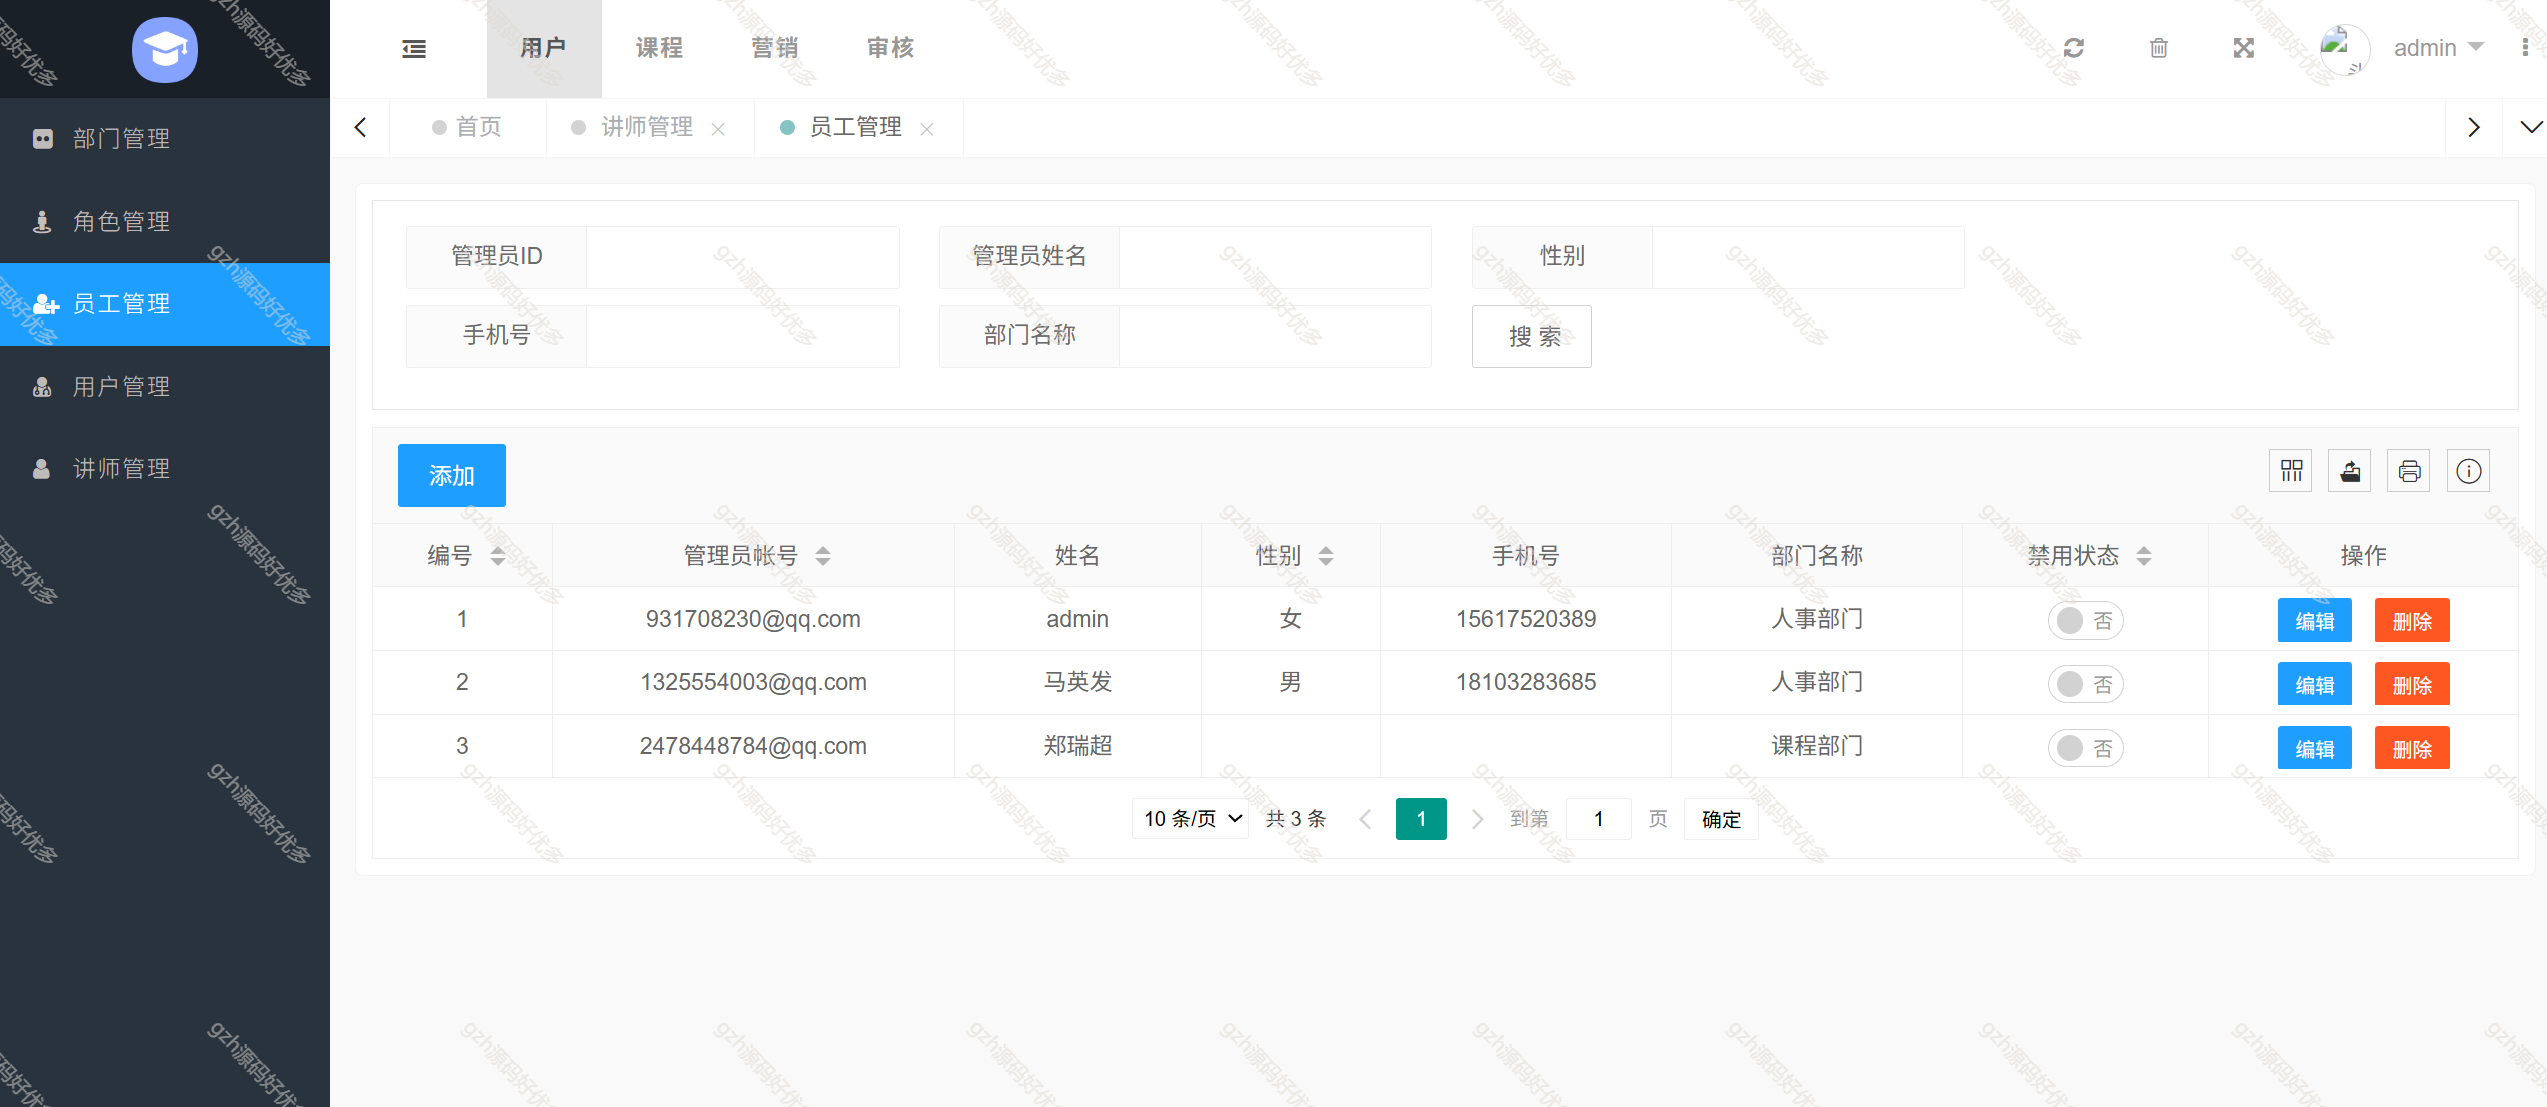 用户 课程 营销 审核 admin
首页 讲师管理 员工管理
部门管理
角色管理
员工管理
用户管理
讲师管理
管理员ID 管理员姓名 性别
手机号 部门名称 搜 索
添加
编号 管理员帐号 姓名 性别 手机号 部门名称 禁用状态 操作
1 931708230@qq.com admin 女 15617520389 人事部门 否 编辑 删除
2 1325554003@qq.com 马英发 男 18103283685 人事部门 否 编辑 删除
3 2478448784@qq.com 郑瑞超 课程部门 否 编辑 删除
10 条/页 共 3 条 1 到第 1 页 确定
gzh源码好优多